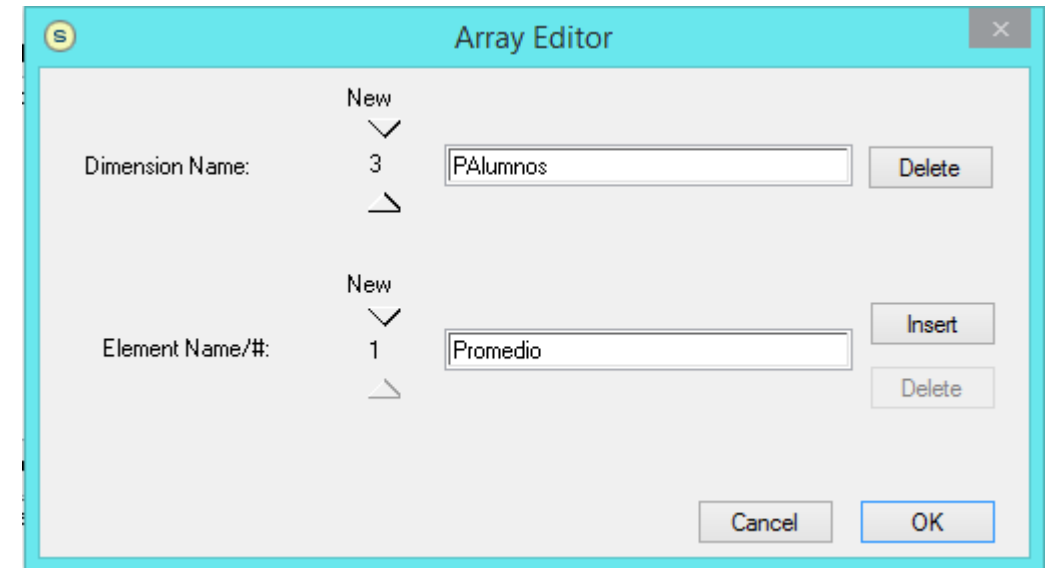 S
Array Editor
New
Dimension Name: 3 PAlumnos Delete
New
Insert
Element Name/#: 1 Promedio
Delete
Cancel OK